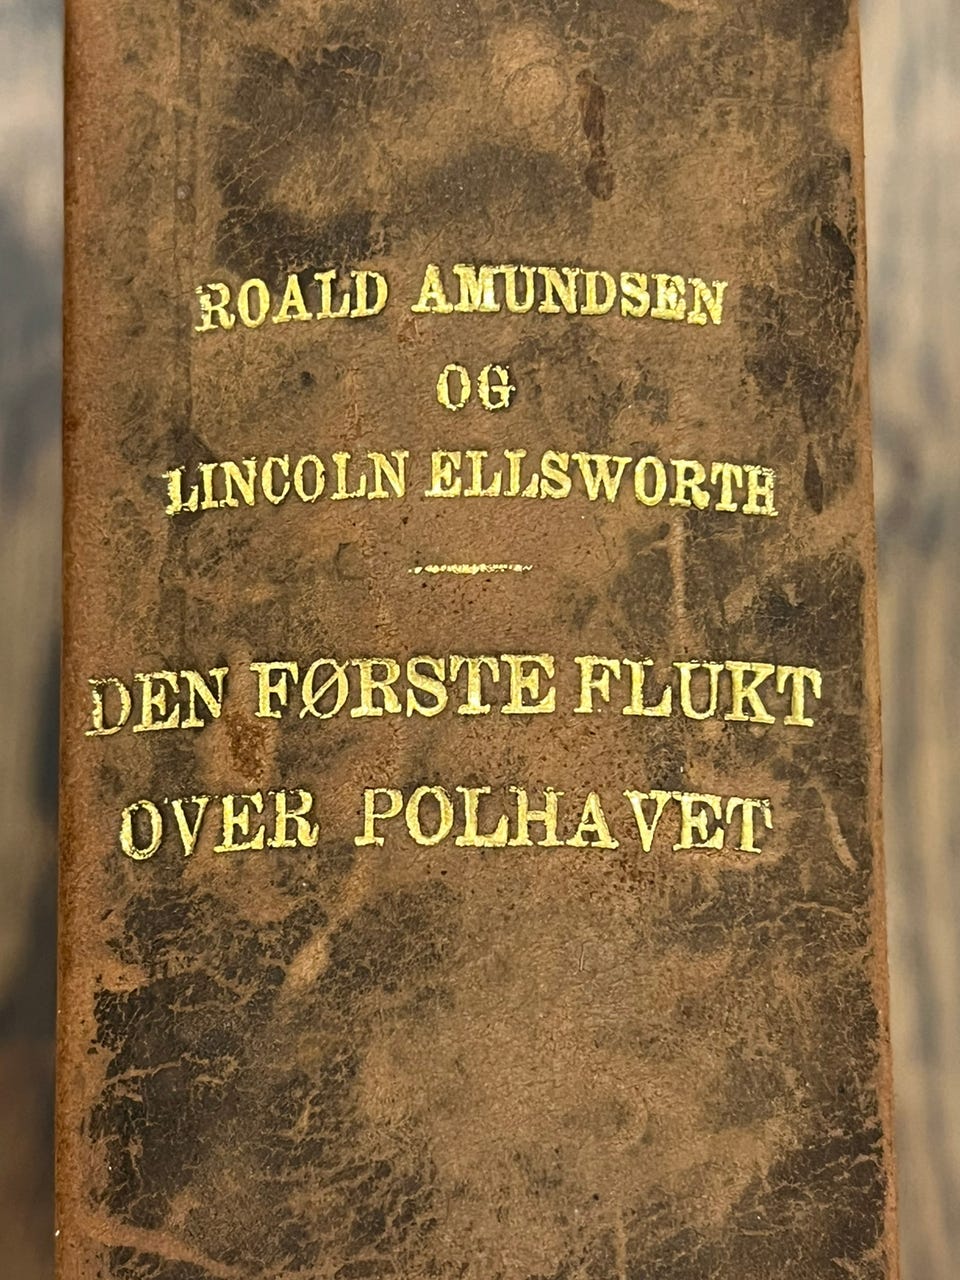 ROALD AMUNDSEN
OG
LINCOLN ELLSWORTH
DEN FØRSTE FLUKT
OVER POLHAVET